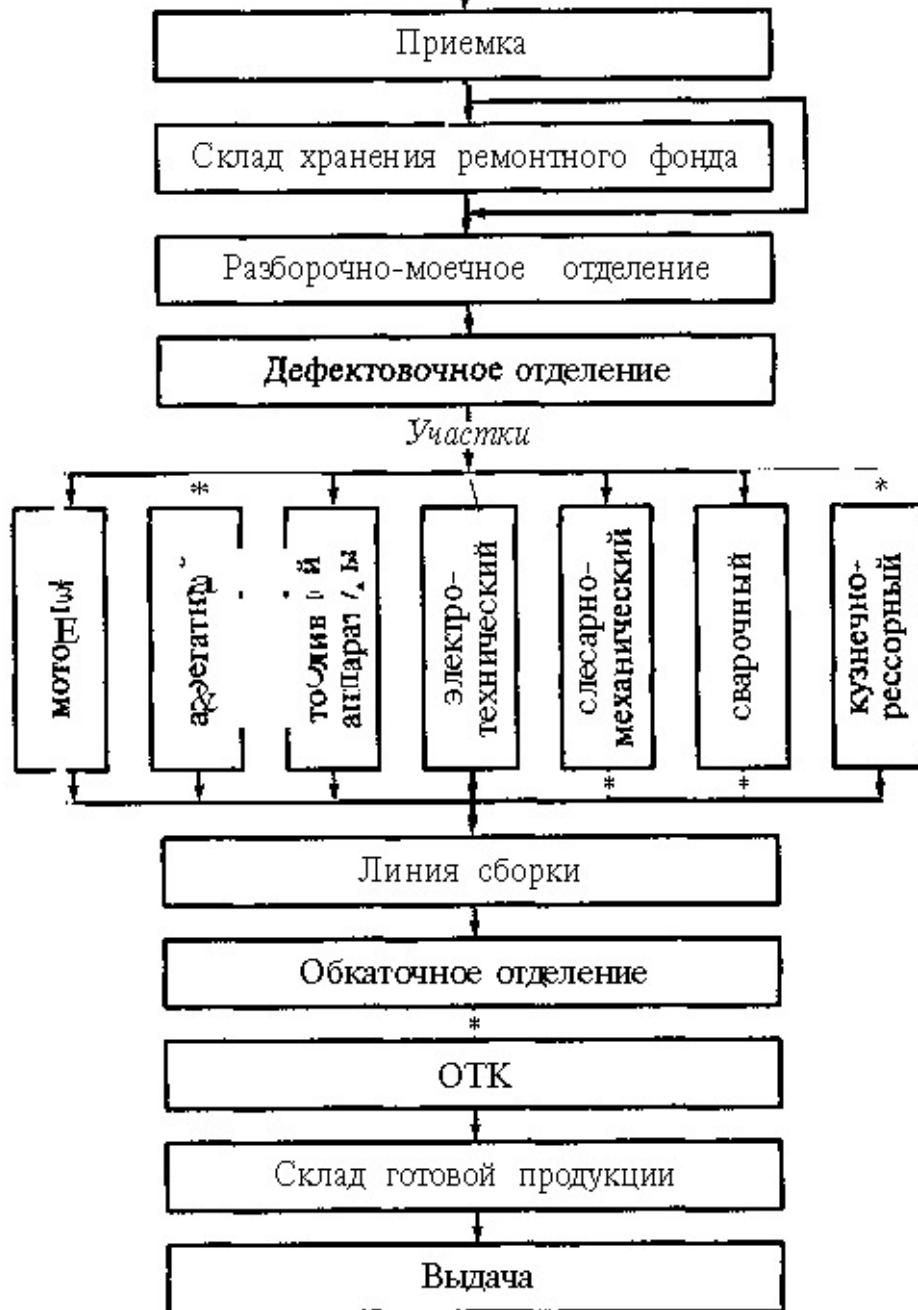 Приемка
Склад хранения ремонтного фонда
Разборочно-моечное отделение
Дефектовочное отделение
Участки
*
*
электро-
технический
слесарно-
механический
сварочный
кузнечно-
рессорный
*
*
Линия сборки
Обкаточное отделение
*
ОТК
Склад готовой продукции
Выдача